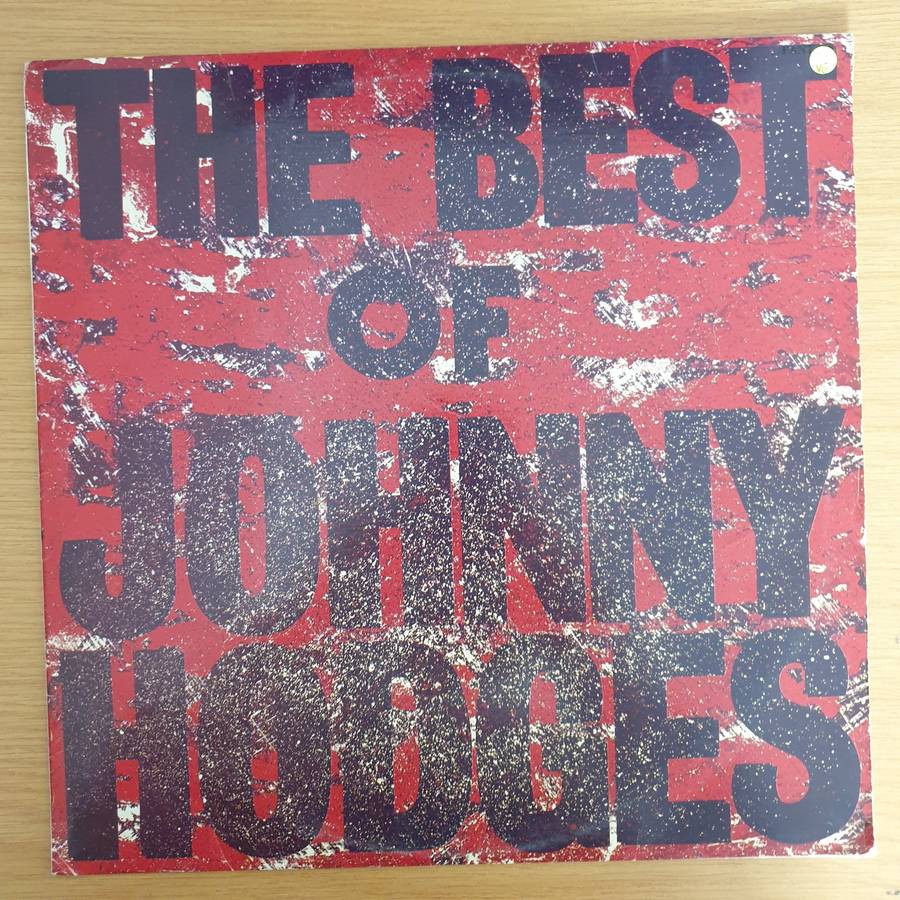 THE BEST
OF
JOHNNY
HODGES